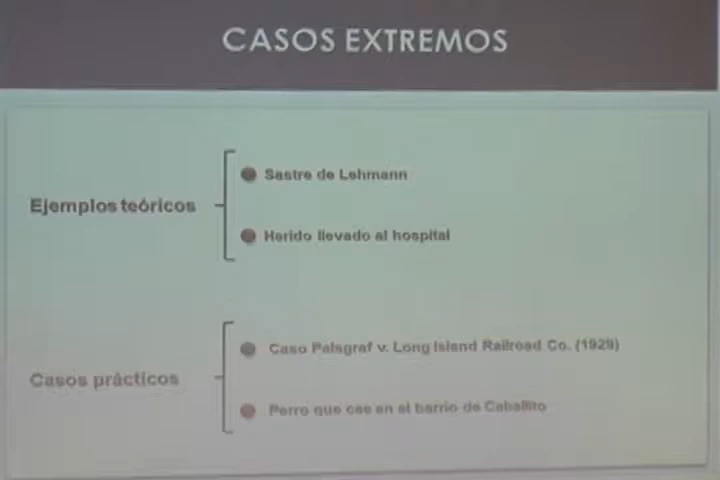 CASOS EXTREMOS
Ejemplos teóricos
Sastre de Lehmann
Herido llevado al hospital
Casos prácticos
Caso Palsgraf v. Long Island Railroad Co. (1929)
Perro que cae en el barrio de Caballito